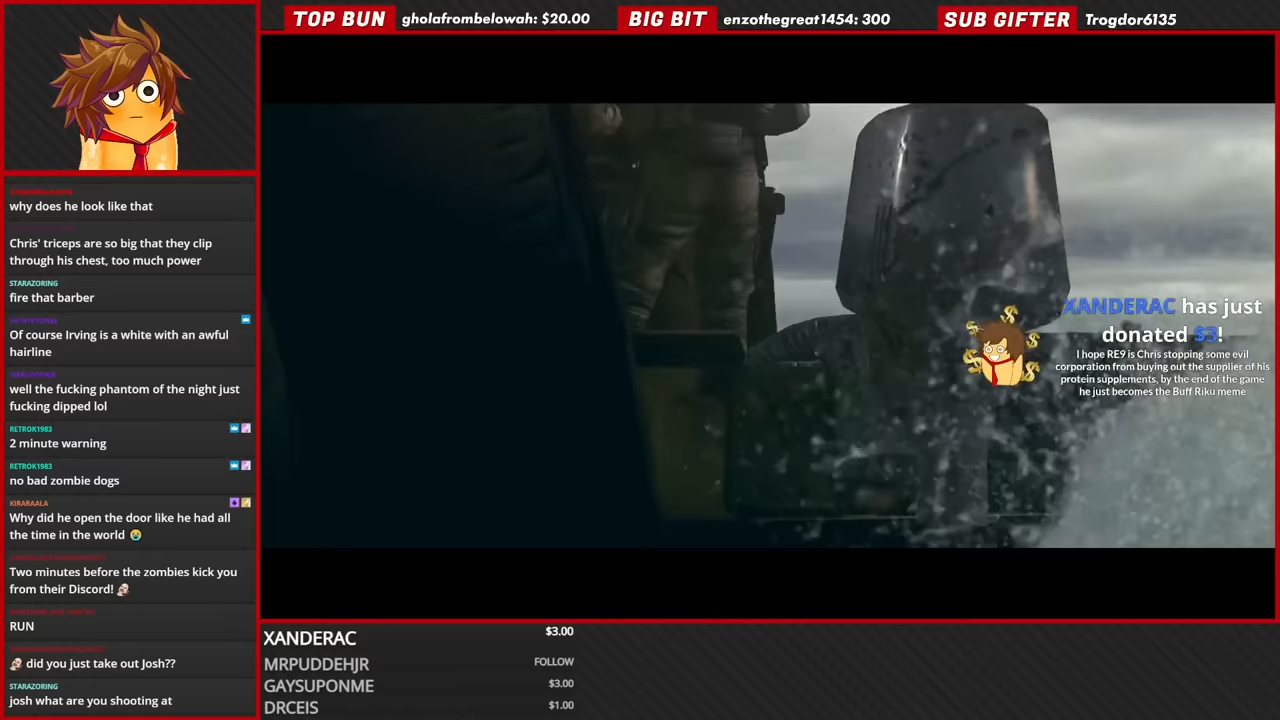 TOP BUN gholafrombelowah: $20.00 BIG BIT enzothegreat1454: 300 SUB GIFTER Trogdor6135
why does he look like that
Chris' triceps are so big that they clip
through his chest, too much power
STARAZORING
fire that barber
Of course Irving is a white with an awful
hairline
well the fucking phantom of the night just
fucking dipped lol
RETROK1983
2 minute warning
RETROK1983
no bad zombie dogs
KIRARAALA
Why did he open the door like he had all
the time in the world 😭
Two minutes before the zombies kick you
from their Discord!
RUN
did you just take out Josh??
STARAZORING
josh what are you shooting at
XANDERAC has just
donated $3!
I hope RE9 is Chris stopping some evil
corporation from buying out the supplier of his
protein supplements, by the end of the game
he just becomes the Buff Riku meme
XANDERAC $3.00
MRPUDDEHJR FOLLOW
GAYSUPONME $3.00
DRCEIS $1.00